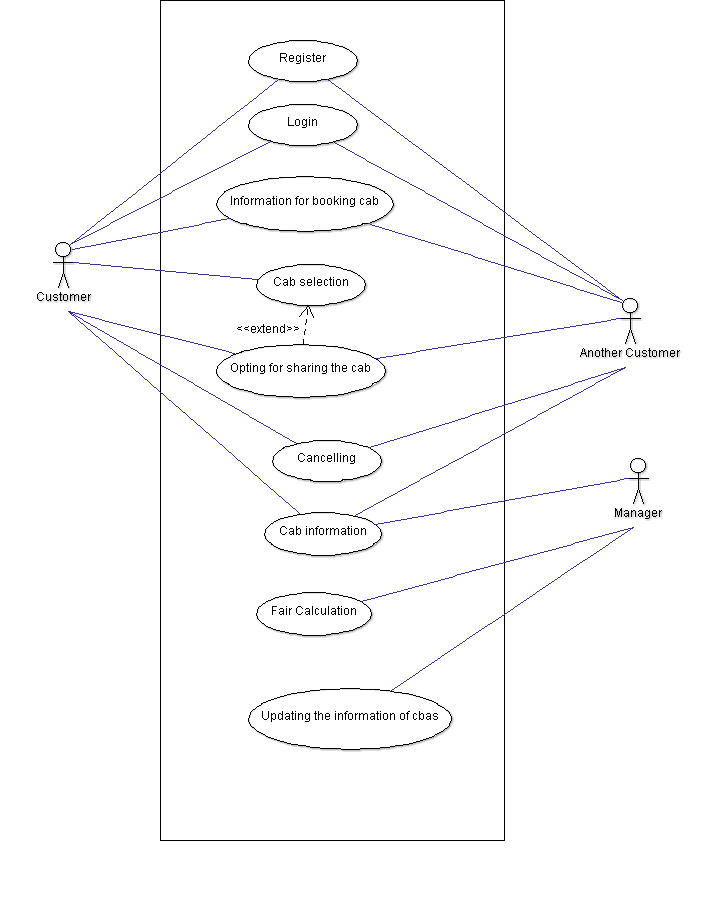 Register
Login
Information for booking cab
Cab selection
Customer
<<extend>>
Another Customer
Opting for sharing the cab
Cancelling
Manager
Cab information
Fair Calculation
Updating the information of cbas